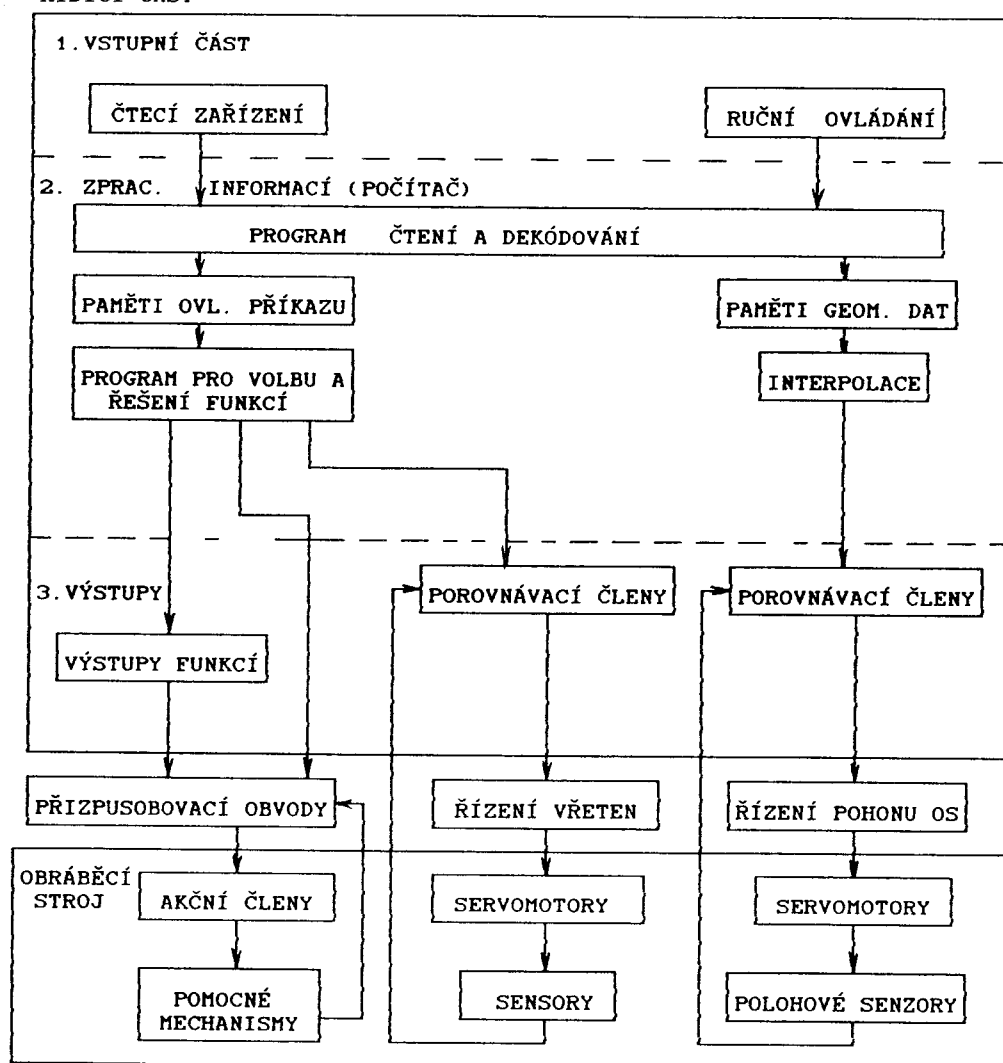 1. VSTUPNÍ ČÁST
ČTECÍ ZAŘÍZENÍ
RUČNÍ OVLÁDÁNÍ
2. ZPRAC. INFORMACÍ (POČÍTAČ)
PROGRAM ČTENÍ A DEKÓDOVÁNÍ
PAMĚTI OVL. PŘÍKAZU
PAMĚTI GEOM. DAT
PROGRAM PRO VOLBU A
ŘEŠENÍ FUNKCÍ
INTERPOLACE
3. VÝSTUPY
POROVNÁVACÍ ČLENY
POROVNÁVACÍ ČLENY
VÝSTUPY FUNKCÍ
PŘIZPUSOBOVACÍ OBVODY
ŘÍZENÍ VŘETEN
ŘÍZENÍ POHONU OS
OBRÁBĚCÍ
STROJ
AKČNÍ ČLENY
SERVOMOTORY
SERVOMOTORY
POMOCNÉ
MECHANISMY
SENSORY
POLOHOVÉ SENZORY